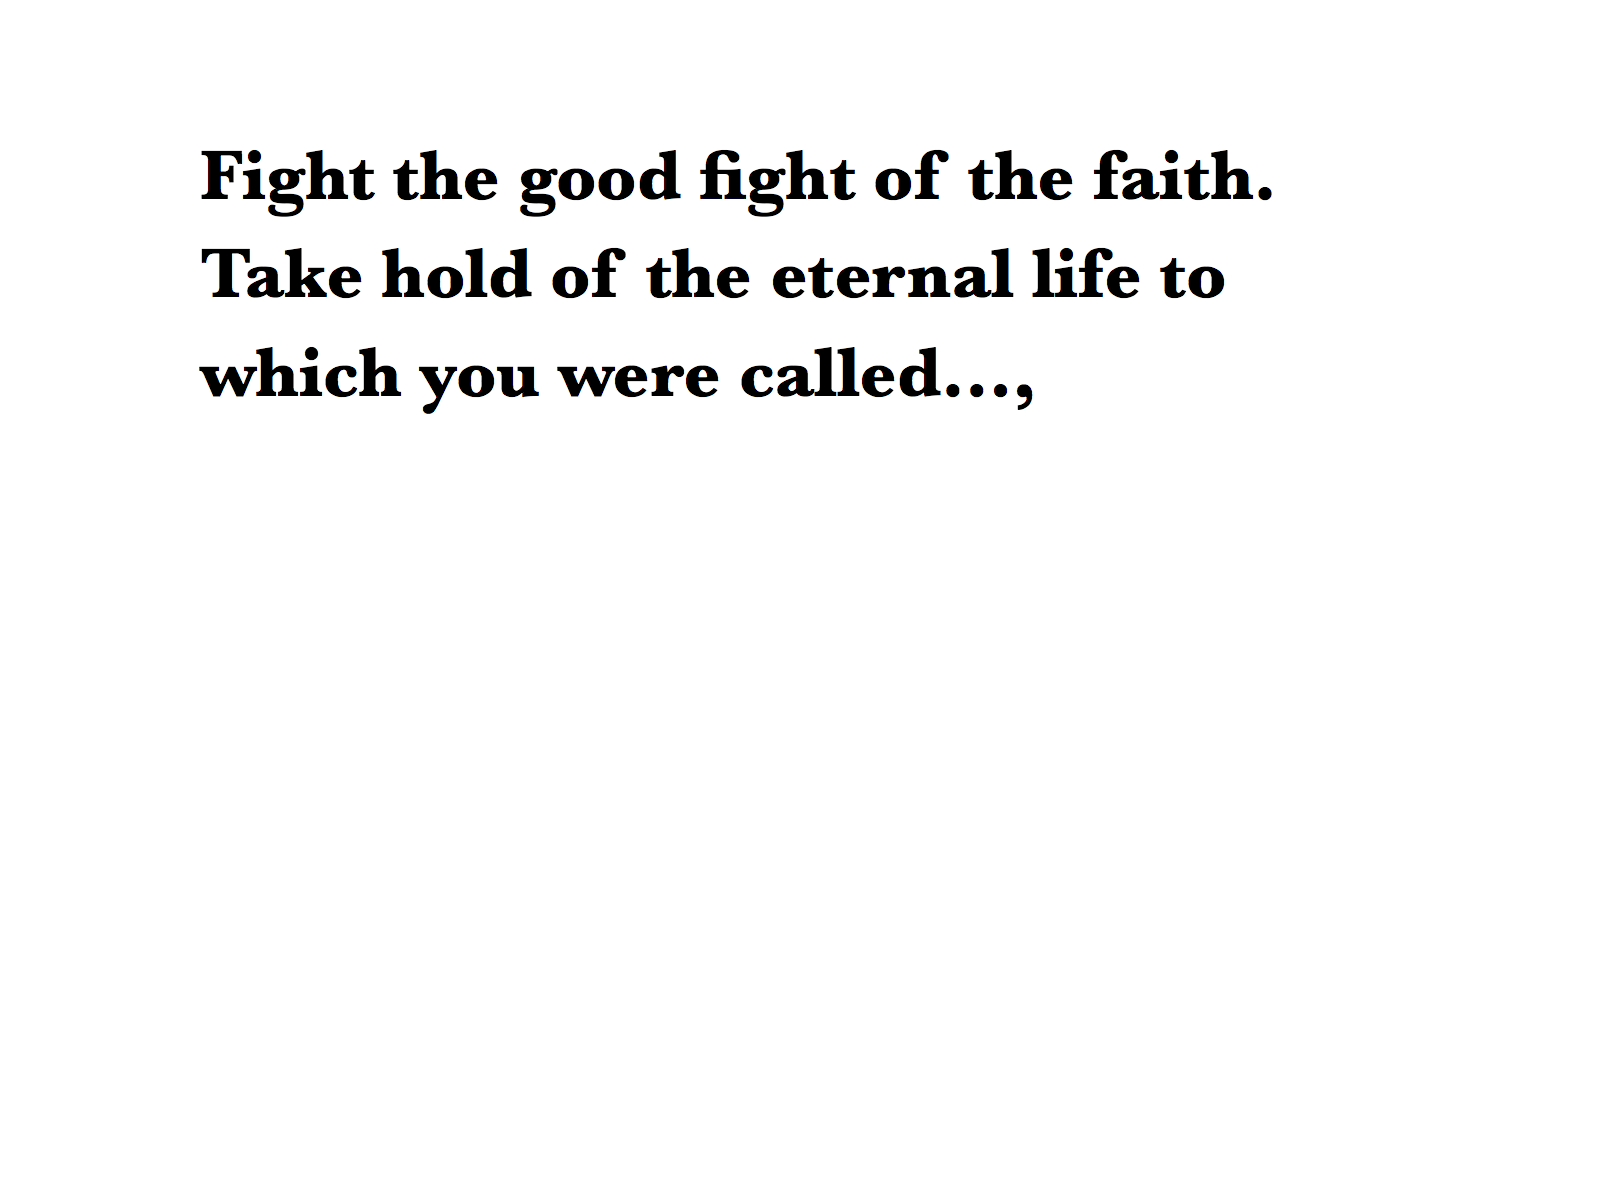 Fight the good fight of the faith.
Take hold of the eternal life to
which you were called...,